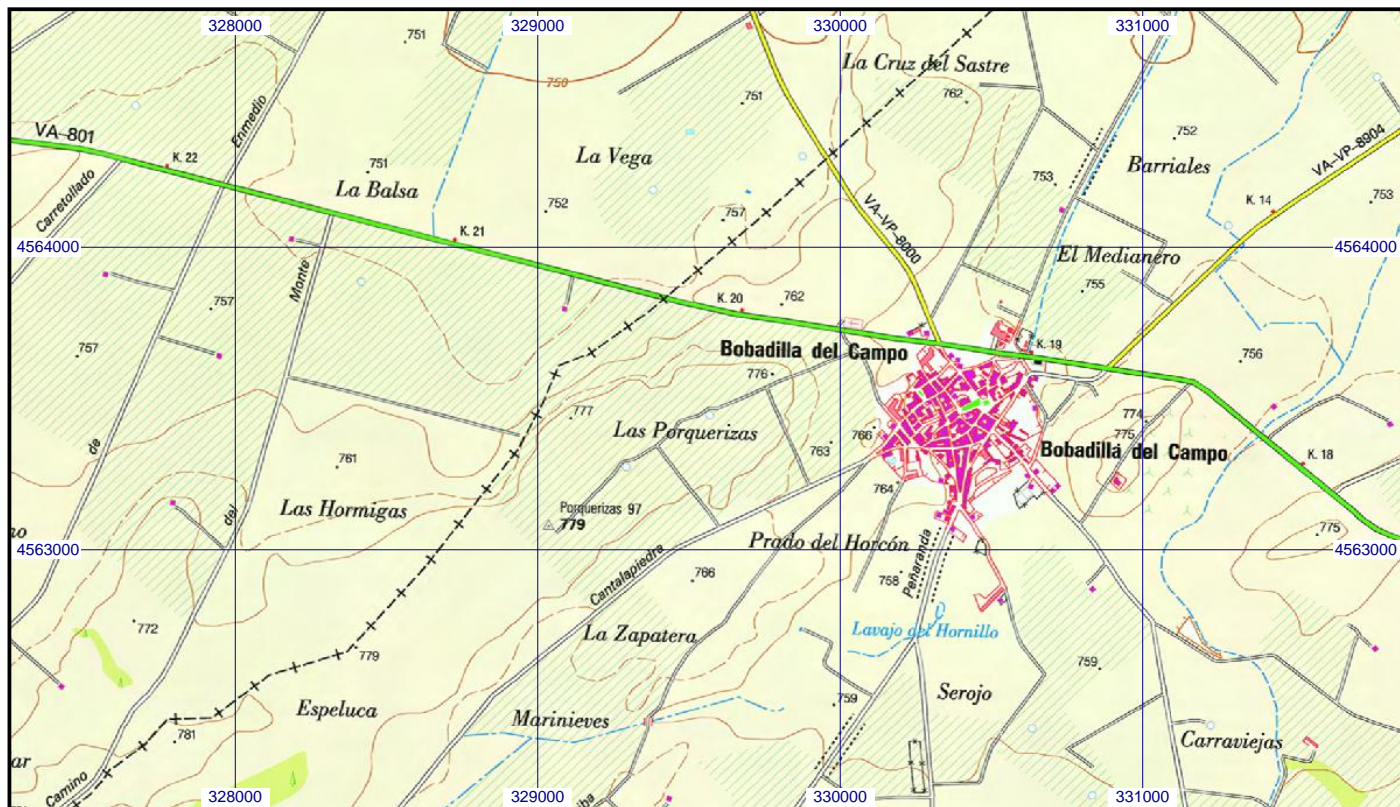 328000
329000
330000
331000
751
750
La Cruz del Sastre
762
751
Enmedio
VA-801
K. 22
751
La Balsa
La Vega
752
Barriales
VA-VP-8904
Carretollado
752
757
753
K. 14
753
VA-VP-8000
K. 21
4564000
4564000
El Medianero
Monte
757
762
755
K. 20
757
Bobadilla del Campo
K. 19
756
776
777
Las Porquerizas
763
766
774
775
Bobadilla del Campo
de
761
K. 18
Las Hormigas
764
del
Porquerizas 97
779
775
4563000
4563000
Prado del Horcón
Cantalapiedra
766
758
Peñaranda
772
La Zapatera
Lavajo del Hornillo
779
759
Espeluca
Marinieves
759
Serojo
781
Carraviejas
ar
Camino
328000
329000
330000
331000